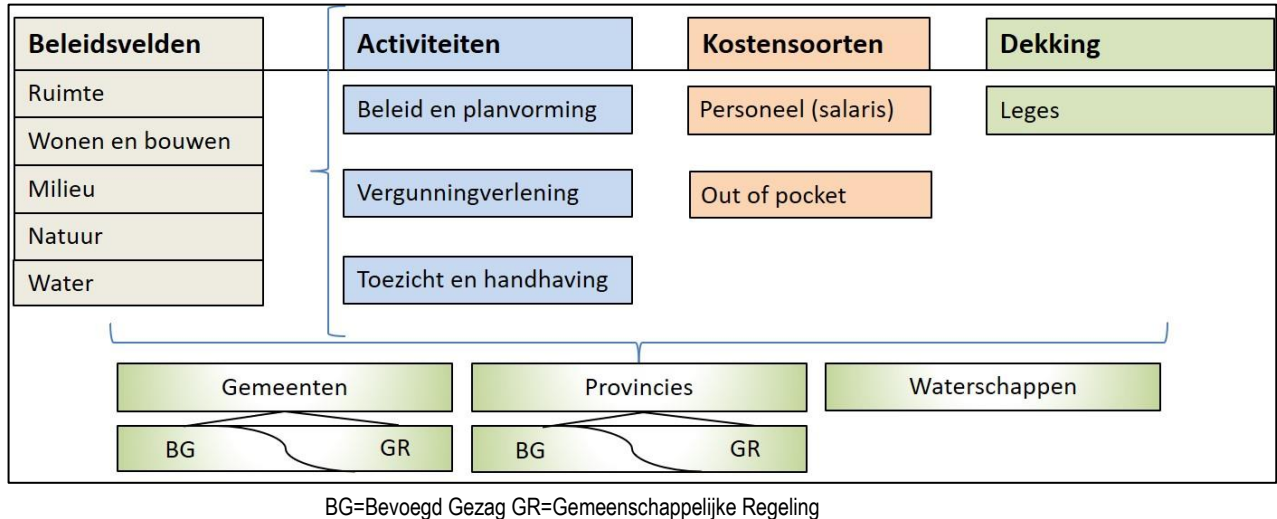 Beleidsvelden
Ruimte
Wonen en bouwen
Milieu
Natuur
Water
Activiteiten
Beleid en planvorming
Vergunningverlening
Toezicht en handhaving
Kostensoorten
Personeel (salaris)
Out of pocket
Dekking
Leges
Gemeenten
BG
GR
Provincies
BG
GR
Waterschappen
BG=Bevoegd Gezag GR=Gemeenschappelijke Regeling